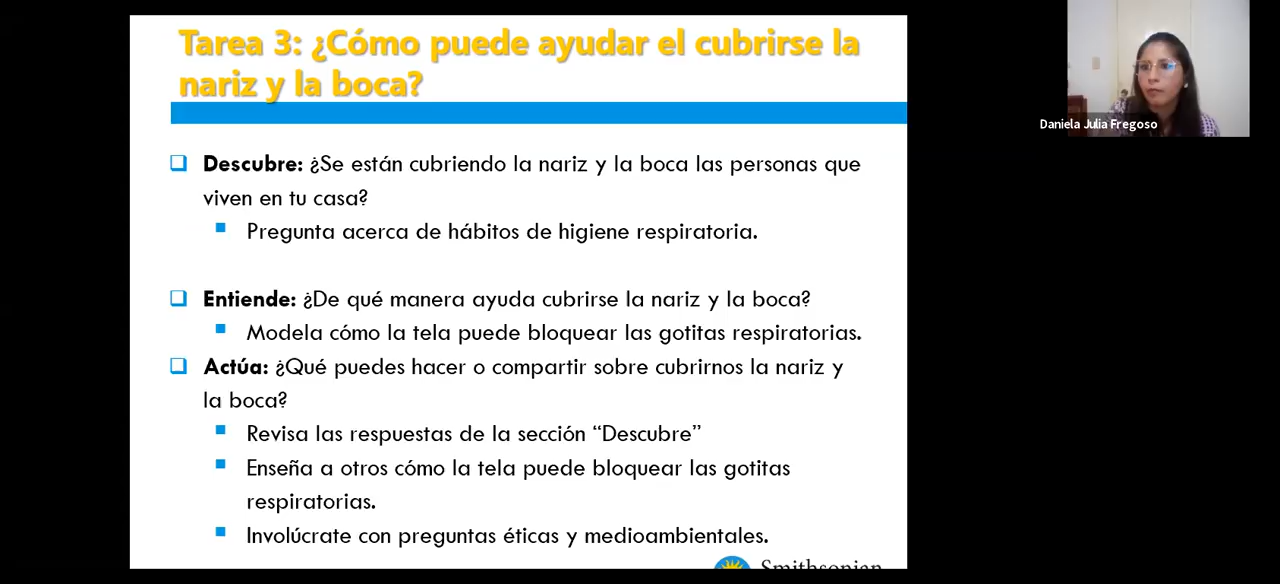 Tarea 3: ¿Cómo puede ayudar el cubrirse la
nariz y la boca?
Descubre: ¿Se están cubriendo la nariz y la boca las personas que
viven en tu casa?
Pregunta acerca de hábitos de higiene respiratoria.
Entiende: ¿De qué manera ayuda cubrirse la nariz y la boca?
Modela cómo la tela puede bloquear las gotitas respiratorias.
Actúa: ¿Qué puedes hacer o compartir sobre cubrirnos la nariz y
la boca?
Revisa las respuestas de la sección “Descubre”
Enseña a otros cómo la tela puede bloquear las gotitas
respiratorias.
Involúcrate con preguntas éticas y medioambientales.
Smithsonian
Daniela Julia Fregoso